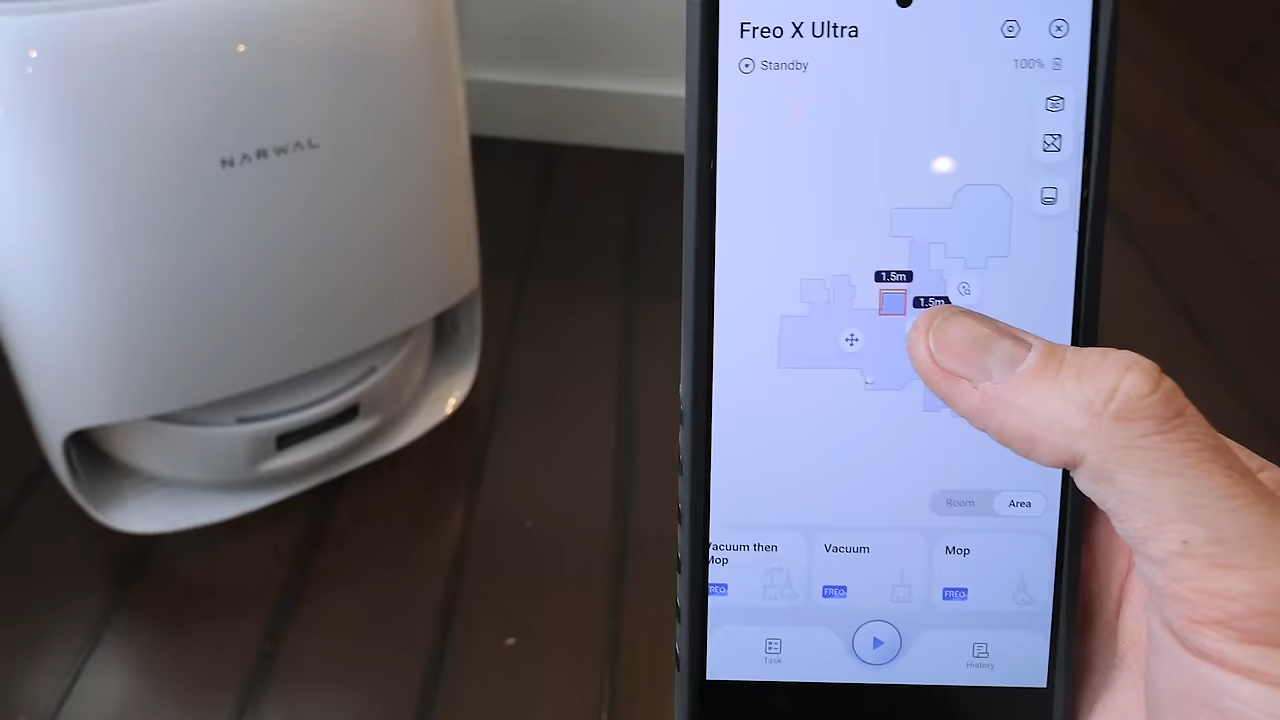 NARWAL
Freo X Ultra
Standby
100%
3D
1.5m
1.5m
Room
Area
Vacuum then
Mop
FREO
Vacuum
FREO
Mop
FREO
Task
History